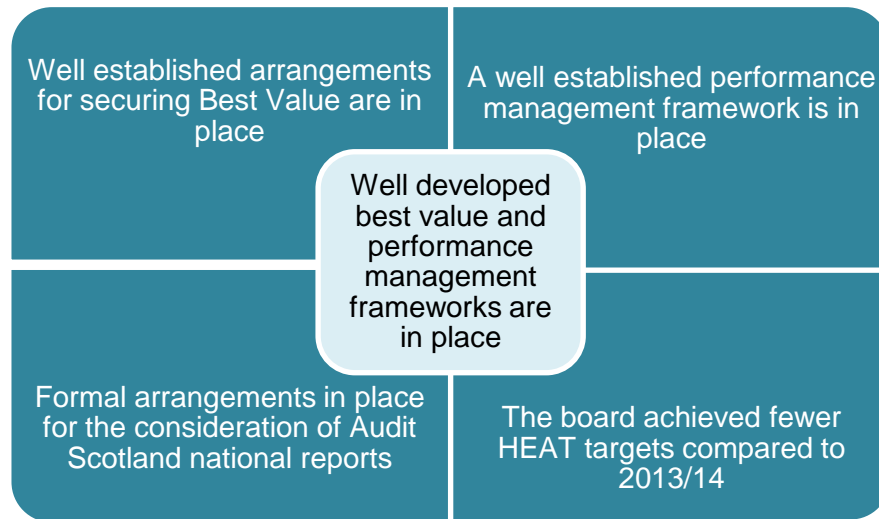 Well established arrangements
for securing Best Value are in
place
A well established performance
management framework is in
place
Well developed
best value and
performance
management
frameworks are
in place
Formal arrangements in place
for the consideration of Audit
Scotland national reports
The board achieved fewer
HEAT targets compared to
2013/14